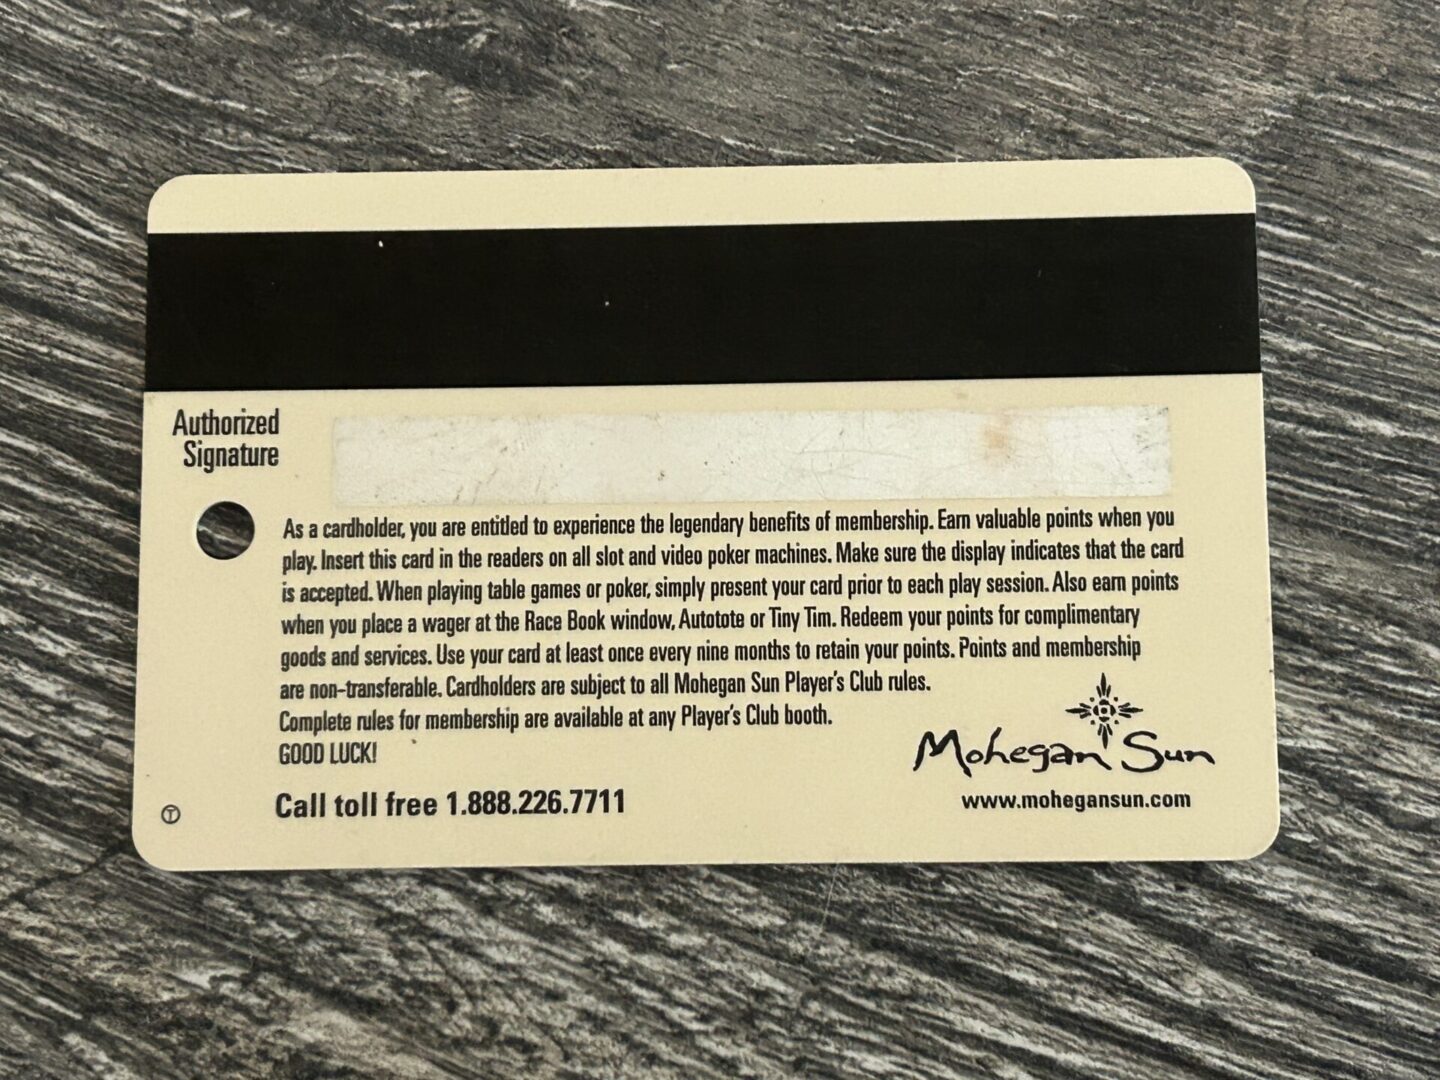 Authorized
Signature
As a cardholder, you are entitled to experience the legendary benefits of membership. Earn valuable points when you
play. Insert this card in the readers on all slot and video poker machines. Make sure the display indicates that the card
is accepted. When playing table games or poker, simply present your card prior to each play session. Also earn points
when you place a wager at the Race Book window, Autotote or Tiny Tim. Redeem your points for complimentary
goods and services. Use your card at least once every nine months to retain your points. Points and membership
are non-transferable. Cardholders are subject to all Mohegan Sun Player's Club rules.
Complete rules for membership are available at any Player's Club booth.
GOOD LUCK!
Mohegan Sun
Call toll free 1.888.226.7711
www.mohegansun.com
T